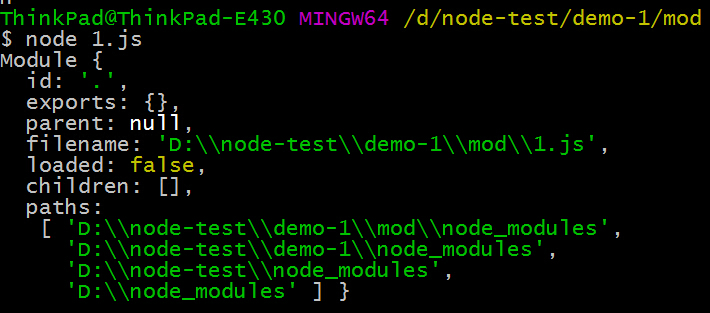 ThinkPad@ThinkPad-E430 MINGW64 /d/node-test/demo-1/mod
$ node 1.js
Module {
  id: '.',
  exports: {},
  parent: null,
  filename: 'D:\\node-test\\demo-1\\mod\\1.js',
  loaded: false,
  children: [],
  paths:
   [ 'D:\\node-test\\demo-1\\mod\\node_modules',
     'D:\\node-test\\demo-1\\node_modules',
     'D:\\node-test\\node_modules',
     'D:\\node_modules' ] }